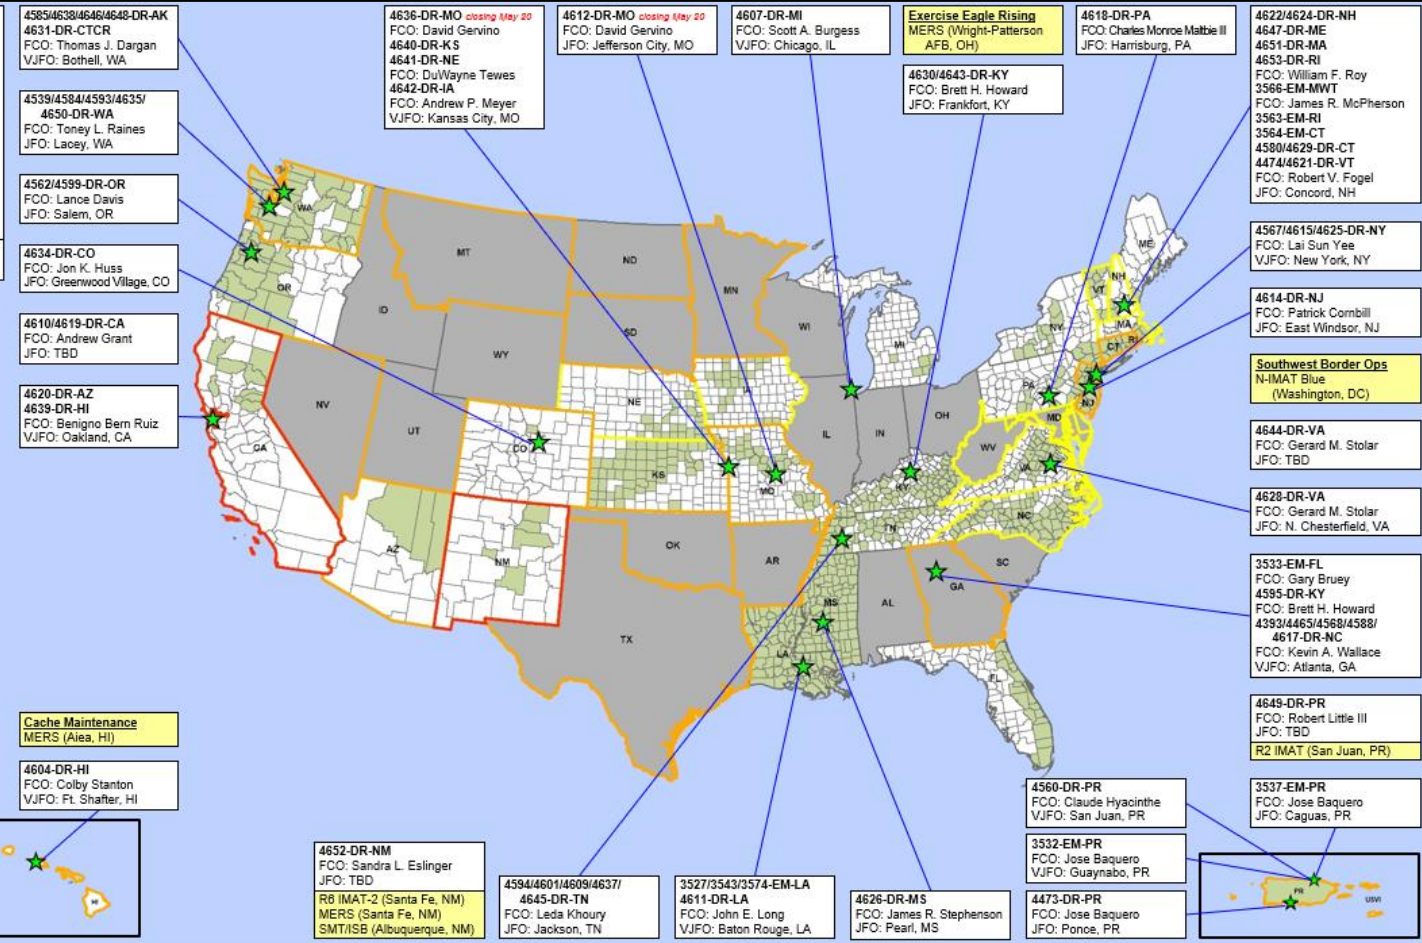 4585/4638/4646/4648-DR-AK
4631-DR-CTCR
FCO: Thomas J. Dargan
VJFO: Bothell, WA
4539/4584/4593/4635/
4650-DR-WA
FCO: Toney L. Raines
JFO: Lacey, WA
4562/4599-DR-OR
FCO: Lance Davis
JFO: Salem, OR
4634-DR-CO
FCO: Jon K. Huss
JFO: Greenwood Village, CO
4610/4619-DR-CA
FCO: Andrew Grant
JFO: TBD
4620-DR-AZ
4639-DR-HI
FCO: Benigno Bern Ruiz
VJFO: Oakland, CA
4636-DR-MO closing May 20
FCO: David Gervino
4640-DR-KS
4641-DR-NE
FCO: DuWayne Tewes
4642-DR-IA
FCO: Andrew P. Meyer
VJFO: Kansas City, MO
4612-DR-MO closing May 20
FCO: David Gervino
JFO: Jefferson City, MO
4607-DR-MI
FCO: Scott A. Burgess
VJFO: Chicago, IL
Exercise Eagle Rising
MERS (Wright-Patterson
AFB, OH)
4630/4643-DR-KY
FCO: Brett H. Howard
JFO: Frankfort, KY
4618-DR-PA
FCO: Charles Monroe Maltbie III
JFO: Harrisburg, PA
4622/4624-DR-NH
4647-DR-ME
4651-DR-MA
4653-DR-RI
FCO: William F. Roy
3566-EM-MWT
FCO: James R. McPherson
3563-EM-RI
3564-EM-CT
4580/4629-DR-CT
4474/4621-DR-VT
FCO: Robert V. Fogel
JFO: Concord, NH
4567/4615/4625-DR-NY
FCO: Lai Sun Yee
VJFO: New York, NY
4614-DR-NJ
FCO: Patrick Cornbill
JFO: East Windsor, NJ
Southwest Border Ops
N-IMAT Blue
(Washington, DC)
4644-DR-VA
FCO: Gerard M. Stolar
JFO: TBD
4628-DR-VA
FCO: Gerard M. Stolar
JFO: N. Chesterfield, VA
3533-EM-FL
FCO: Gary Bruey
4595-DR-KY
FCO: Brett H. Howard
4393/4465/4568/4588/
4617-DR-NC
FCO: Kevin A. Wallace
VJFO: Atlanta, GA
4649-DR-PR
FCO: Robert Little III
JFO: TBD
R2 IMAT (San Juan, PR)
WA
OR
CA
ID
NV
MT
WY
UT
AZ
CO
NM
ND
SD
NE
KS
OK
TX
MN
IA
MO
AR
LA
WI
IL
MI
IN
OH
KY
TN
MS
AL
GA
FL
SC
NC
VA
WV
MD
PA
NJ
NY
CT
RI
MA
VT
NH
ME
Cache Maintenance
MERS (Aiea, HI)
4604-DR-HI
FCO: Colby Stanton
VJFO: Ft. Shafter, HI
HI
4652-DR-NM
FCO: Sandra L. Eslinger
JFO: TBD
R6 IMAT-2 (Santa Fe, NM)
MERS (Santa Fe, NM)
SMT/ISB (Albuquerque, NM)
4594/4601/4609/4637/
4645-DR-TN
FCO: Leda Khoury
JFO: Jackson, TN
3527/3543/3574-EM-LA
4611-DR-LA
FCO: John E. Long
VJFO: Baton Rouge, LA
4626-DR-MS
FCO: James R. Stephenson
JFO: Pearl, MS
4560-DR-PR
FCO: Claude Hyacinthe
VJFO: San Juan, PR
3532-EM-PR
FCO: Jose Baquero
VJFO: Guaynabo, PR
4473-DR-PR
FCO: Jose Baquero
JFO: Ponce, PR
3537-EM-PR
FCO: Jose Baquero
JFO: Caguas, PR
PR
USVI